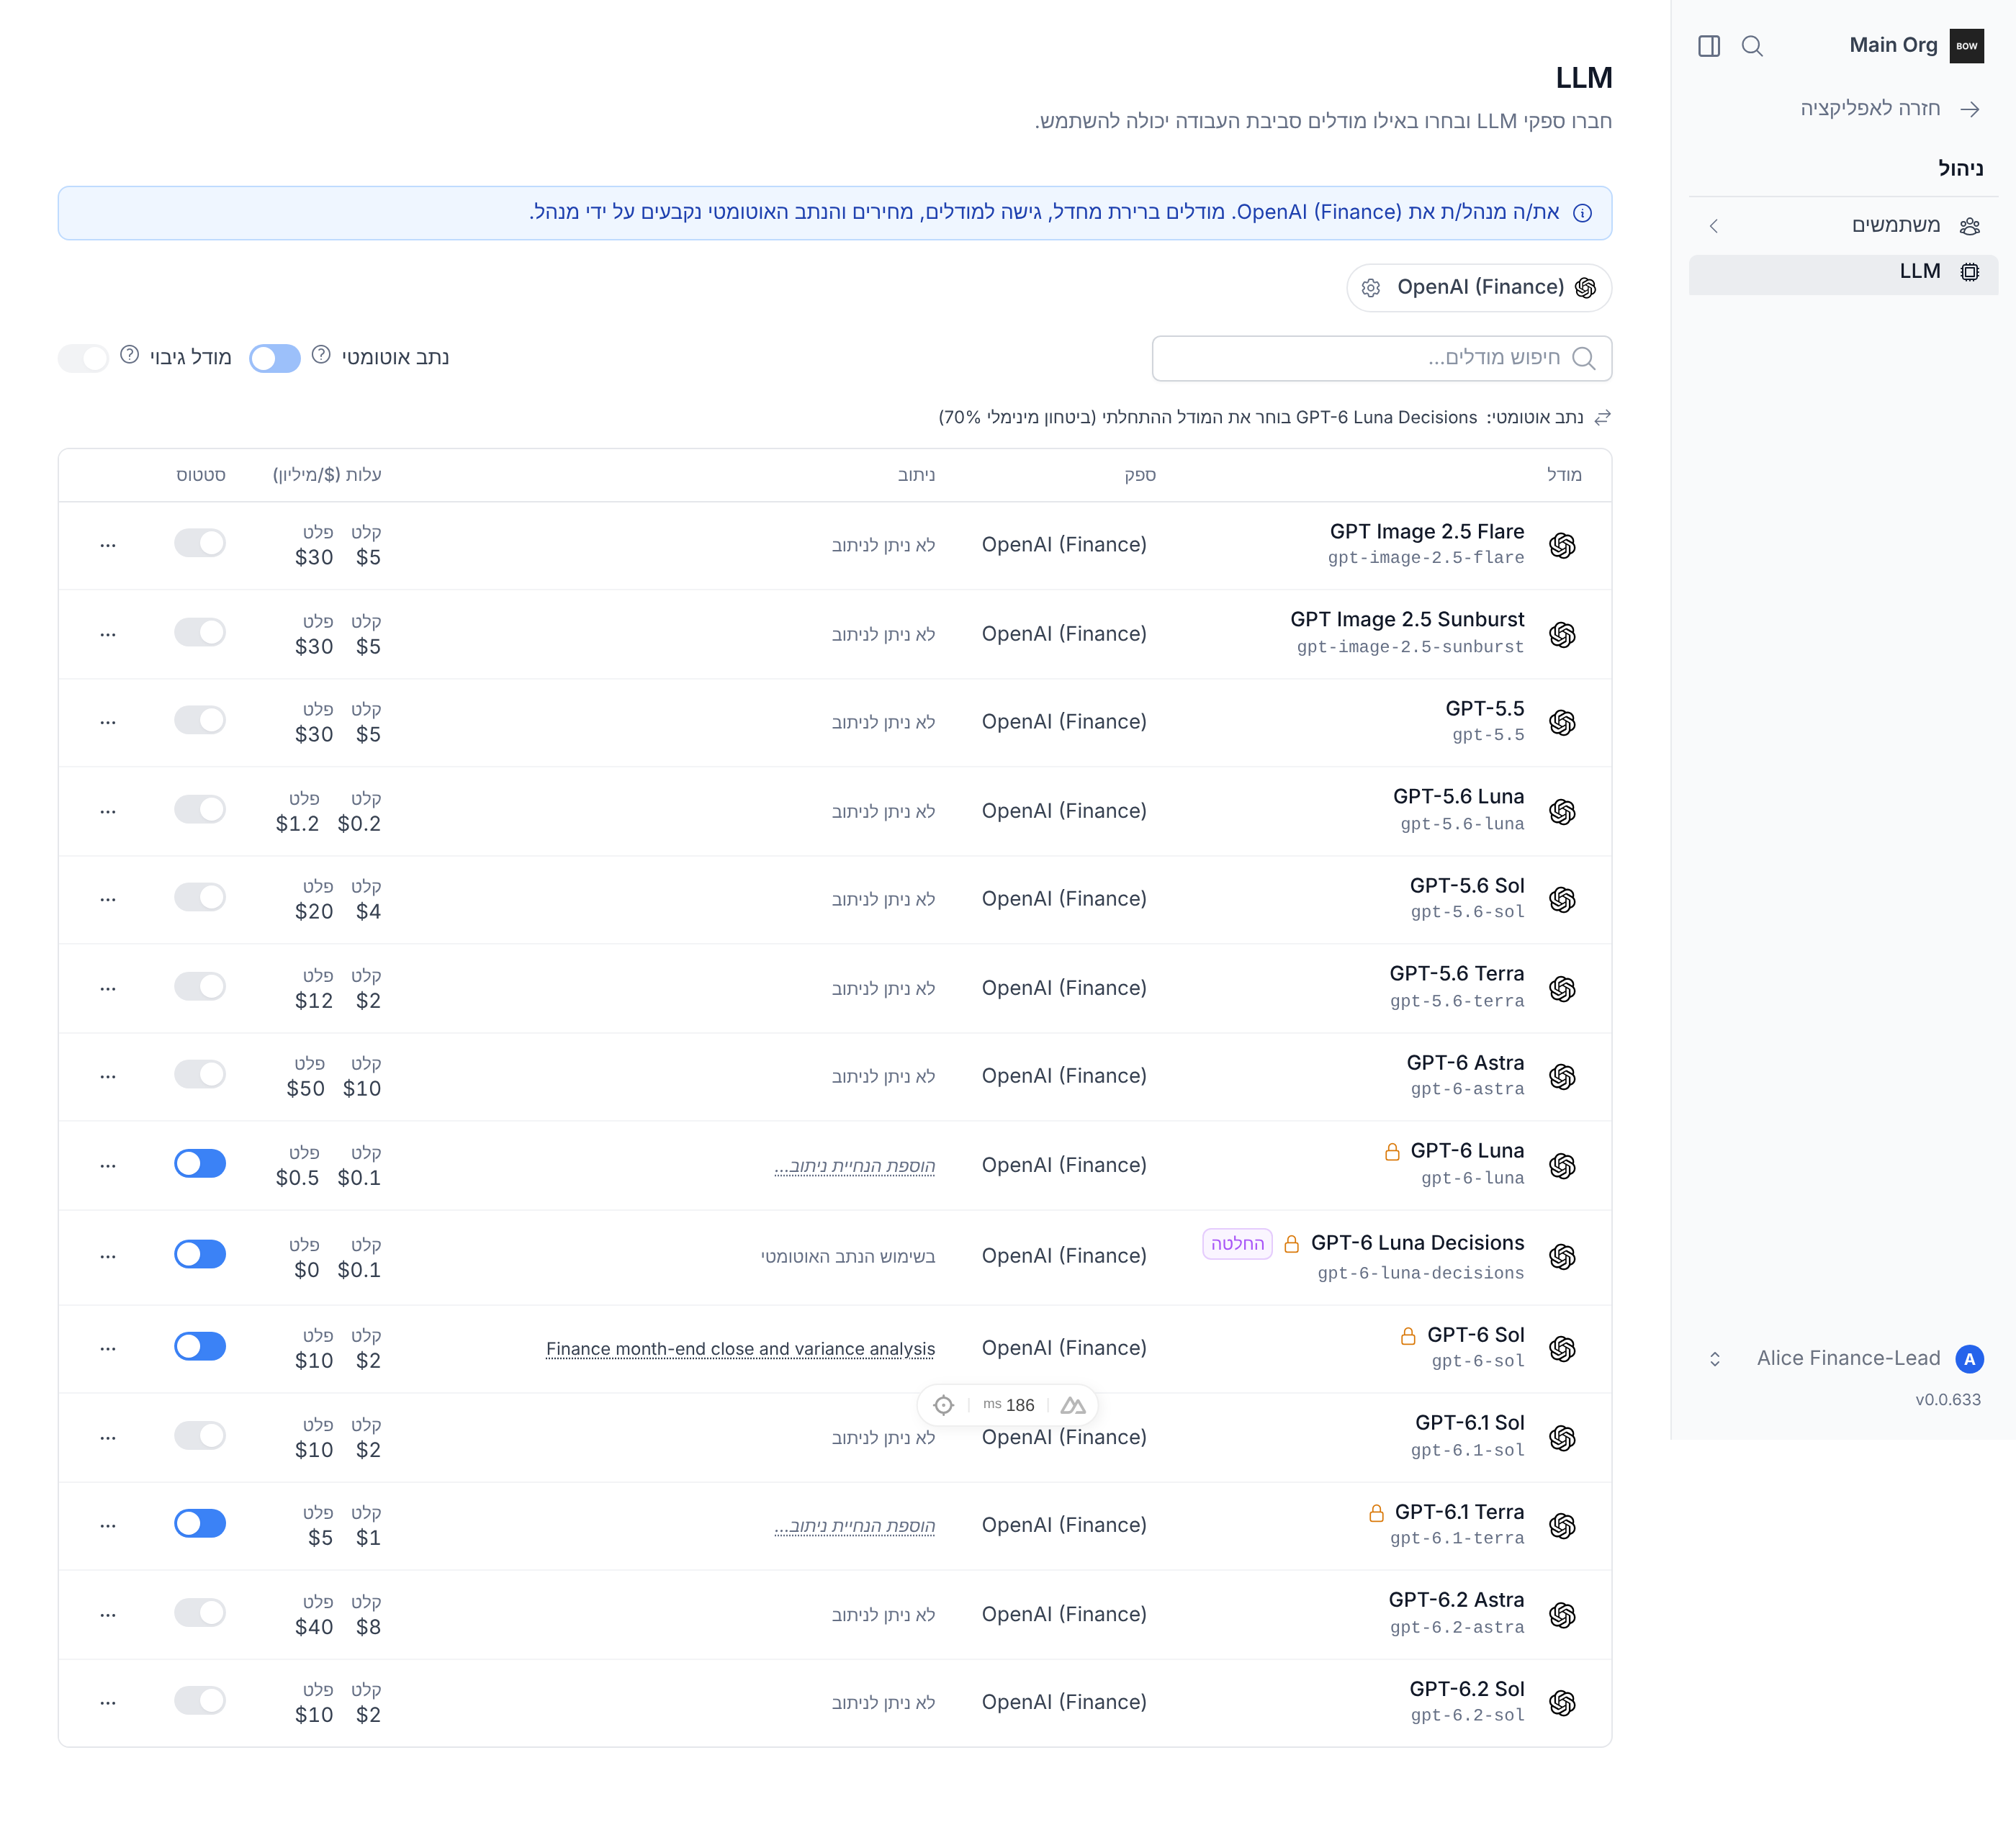 BOW Main Org
חזרה לאפליקציה
ניהול
משתמשים
LLM
Alice Finance-Lead A
v0.0.633
LLM
חברו ספקי LLM ובחרו באילו מודלים סביבת העבודה יכולה להשתמש.
את/ה מנהל/ת את OpenAI (Finance). מודלים ברירת מחדל, גישה למודלים, מחירים והנתב האוטומטי נקבעים על ידי מנהל.
OpenAI (Finance)
חיפוש מודלים...
נתב אוטומטי ? מודל גיבוי ?
נתב אוטומטי: GPT-6 Luna Decisions בוחר את המודל ההתחלתי (ביטחון מינימלי 70%)
מודל ספק ניתוב עלות ($/מיליון) סטטוס
GPT Image 2.5 Flare
gpt-image-2.5-flare
OpenAI (Finance)
לא ניתן לניתוב
קלט פלט
$5 $30
...
GPT Image 2.5 Sunburst
gpt-image-2.5-sunburst
OpenAI (Finance)
לא ניתן לניתוב
קלט פלט
$5 $30
...
GPT-5.5
gpt-5.5
OpenAI (Finance)
לא ניתן לניתוב
קלט פלט
$5 $30
...
GPT-5.6 Luna
gpt-5.6-luna
OpenAI (Finance)
לא ניתן לניתוב
קלט פלט
$0.2 $1.2
...
GPT-5.6 Sol
gpt-5.6-sol
OpenAI (Finance)
לא ניתן לניתוב
קלט פלט
$4 $20
...
GPT-5.6 Terra
gpt-5.6-terra
OpenAI (Finance)
לא ניתן לניתוב
קלט פלט
$2 $12
...
GPT-6 Astra
gpt-6-astra
OpenAI (Finance)
לא ניתן לניתוב
קלט פלט
$10 $50
...
GPT-6 Luna
gpt-6-luna
OpenAI (Finance)
הוספת הנחיית ניתוב...
קלט פלט
$0.1 $0.5
...
GPT-6 Luna Decisions החלטה
gpt-6-luna-decisions
OpenAI (Finance)
בשימוש הנתב האוטומטי
קלט פלט
$0.1 $0
...
GPT-6 Sol
gpt-6-sol
OpenAI (Finance)
Finance month-end close and variance analysis
קלט פלט
$2 $10
...
186 ms
GPT-6.1 Sol
gpt-6.1-sol
OpenAI (Finance)
לא ניתן לניתוב
קלט פלט
$2 $10
...
GPT-6.1 Terra
gpt-6.1-terra
OpenAI (Finance)
הוספת הנחיית ניתוב...
קלט פלט
$1 $5
...
GPT-6.2 Astra
gpt-6.2-astra
OpenAI (Finance)
לא ניתן לניתוב
קלט פלט
$8 $40
...
GPT-6.2 Sol
gpt-6.2-sol
OpenAI (Finance)
לא ניתן לניתוב
קלט פלט
$2 $10
...